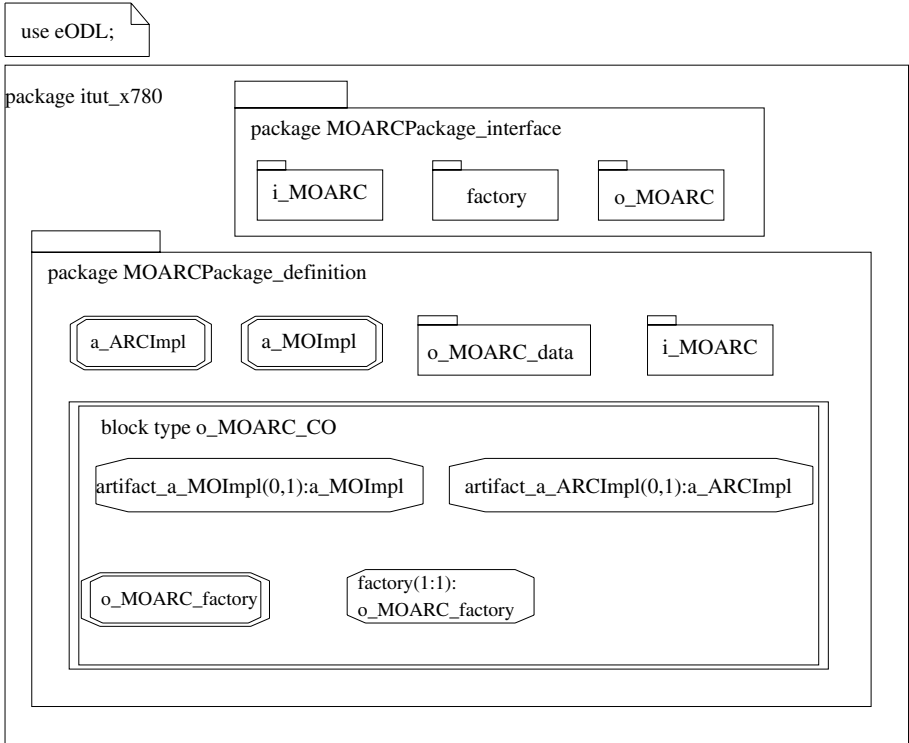 use eODL;
package itut_x780
package MOARCPackage_interface
i_MOARC
factory
o_MOARC
package MOARCPackage_definition
a_ARCImpl
a_MOImpl
o_MOARC_data
i_MOARC
block type o_MOARC_CO
artifact_a_MOImpl(0,1):a_MOImpl
artifact_a_ARCImpl(0,1):a_ARCImpl
o_MOARC_factory
factory(1:1):
o_MOARC_factory